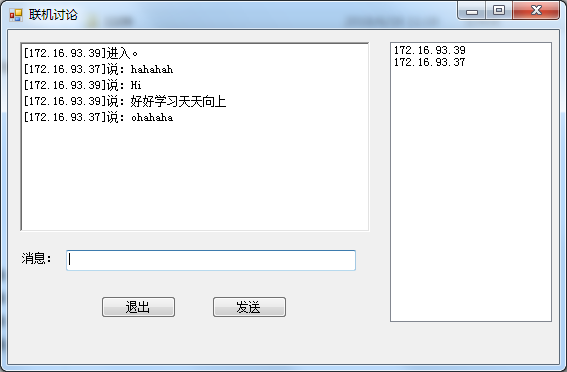 联机讨论
[172.16.93.39]进入。
[172.16.93.37]说：hahahah
[172.16.93.39]说：Hi
[172.16.93.39]说：好好学习天天向上
[172.16.93.37]说：ohahaha
172.16.93.39
172.16.93.37
消息：
退出
发送